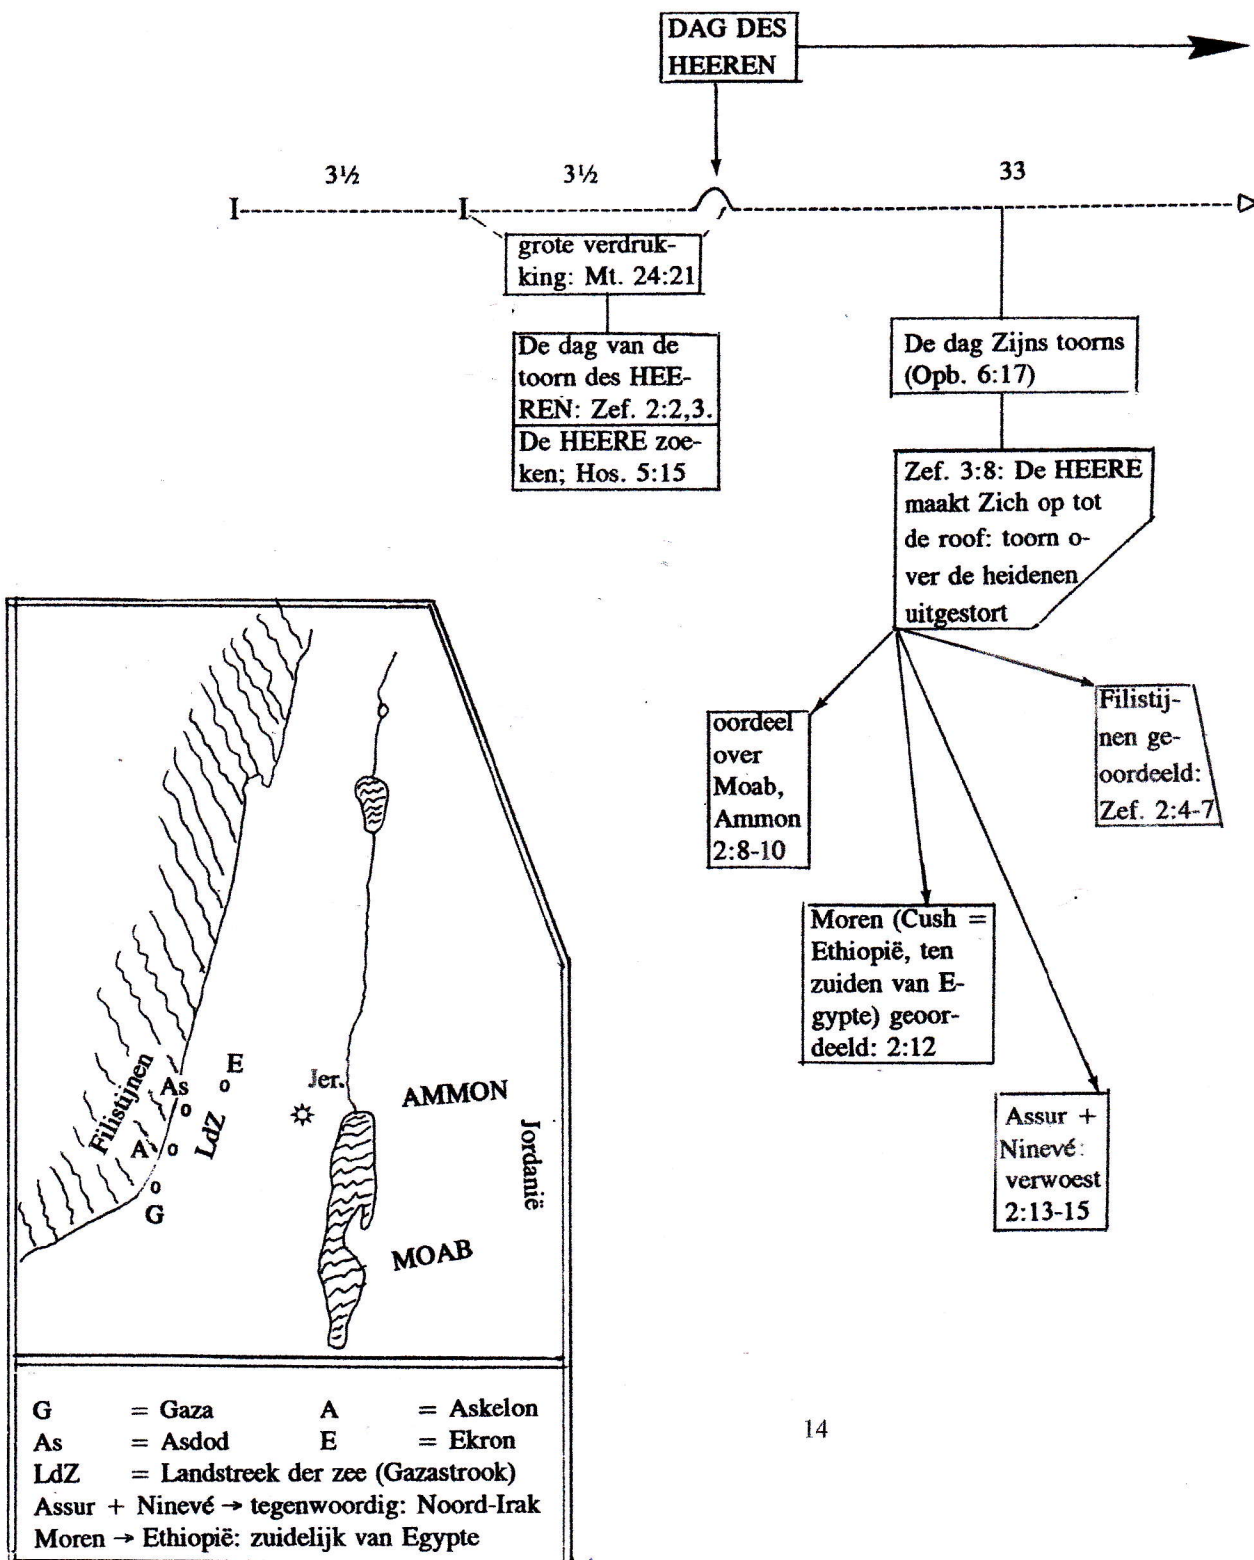 DAG DES
HEEREN
3½
3½
33
I
I
grote verdruk-
king: Mt. 24:21
De dag van de
toorn des HEE-
REN: Zef. 2:2,3.
De HEERE zoe-
ken; Hos. 5:15
De dag Zijns toorns
(Opb. 6:17)
Zef. 3:8: De HEERE
maakt Zich op tot
de roof: toorn o-
ver de heidenen
uitgestort
oordeel
over
Moab,
Ammon
2:8-10
Moren (Cush =
Ethiopië, ten
zuiden van E-
gypte) geoor-
deeld: 2:12
Assur +
Ninevé:
verwoest
2:13-15
Filistij-
nen ge-
oordeeld:
Zef. 2:4-7
Filistijnen
As
E
LdZ
A
G
Jer.
AMMON
MOAB
Jordanië
G = Gaza A = Askelon
As = Asdod E = Ekron
LdZ = Landstreek der zee (Gazastrook)
Assur + Ninevé → tegenwoordig: Noord-Irak
Moren → Ethiopië: zuidelijk van Egypte
14